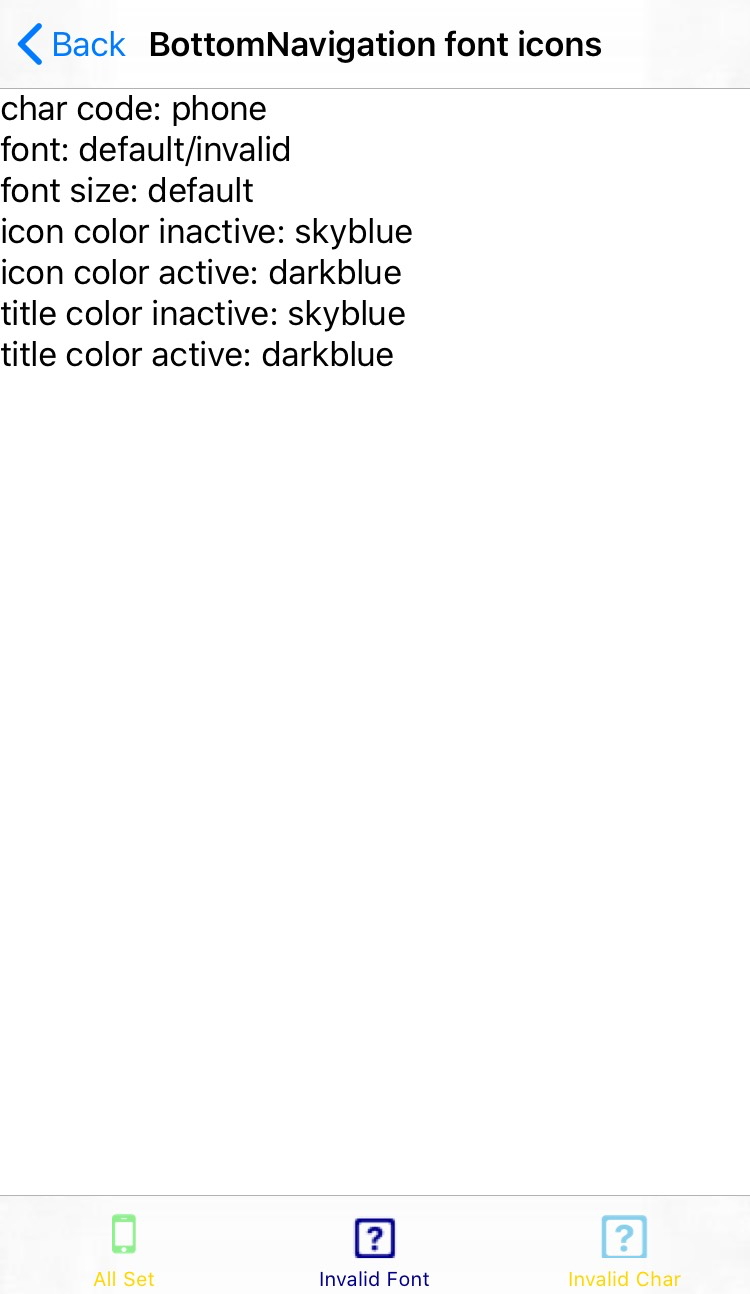 Back BottomNavigation font icons
char code: phone
font: default/invalid
font size: default
icon color inactive: skyblue
icon color active: darkblue
title color inactive: skyblue
title color active: darkblue
? ?
All Set Invalid Font Invalid Char